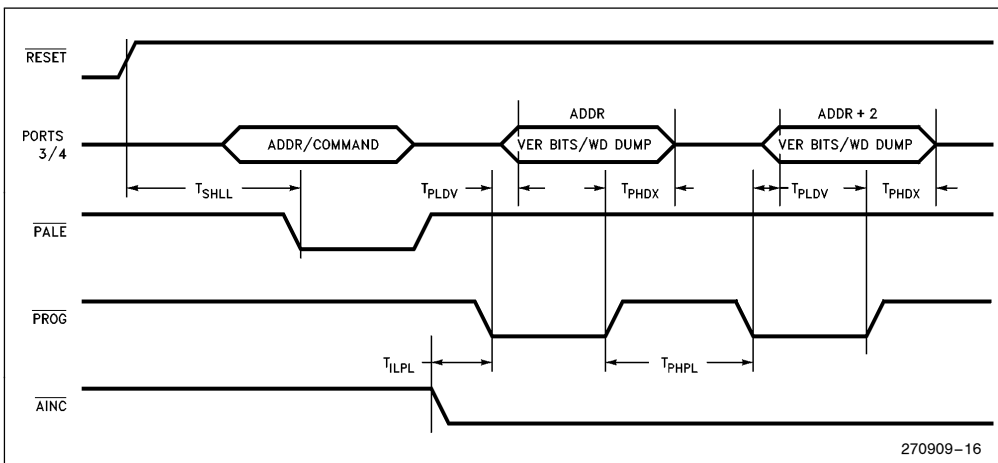 RESET
ADDR
ADDR + 2
PORTS
3/4
ADDR/COMMAND
VER BITS/WD DUMP
VER BITS/WD DUMP
TSHLL
TPLDV
TPHDX
TPLDV
TPHDX
PALE
PROG
TILPL
TPHPL
AINC
270909–16